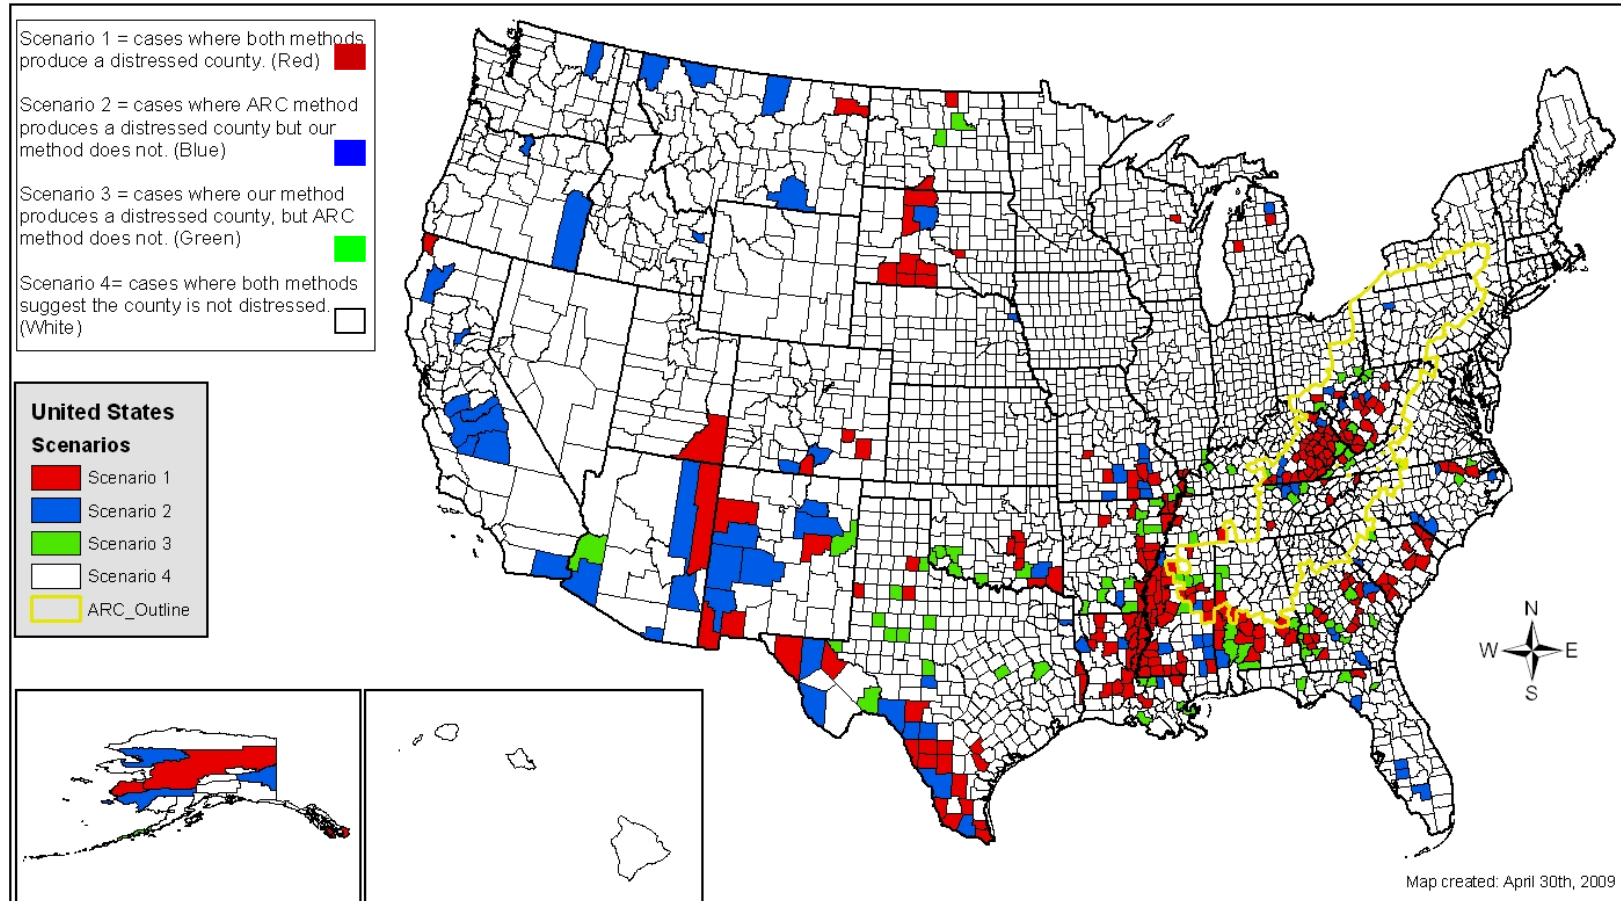 Scenario 1 = cases where both methods
produce a distressed county. (Red)
Scenario 2 = cases where ARC method
produces a distressed county but our
method does not. (Blue)
Scenario 3 = cases where our method
produces a distressed county, but ARC
method does not. (Green)
Scenario 4= cases where both methods
suggest the county is not distressed.
(White)
United States
Scenarios
Scenario 1
Scenario 2
Scenario 3
Scenario 4
ARC_Outline
N
W E
S
Map created: April 30th, 2009